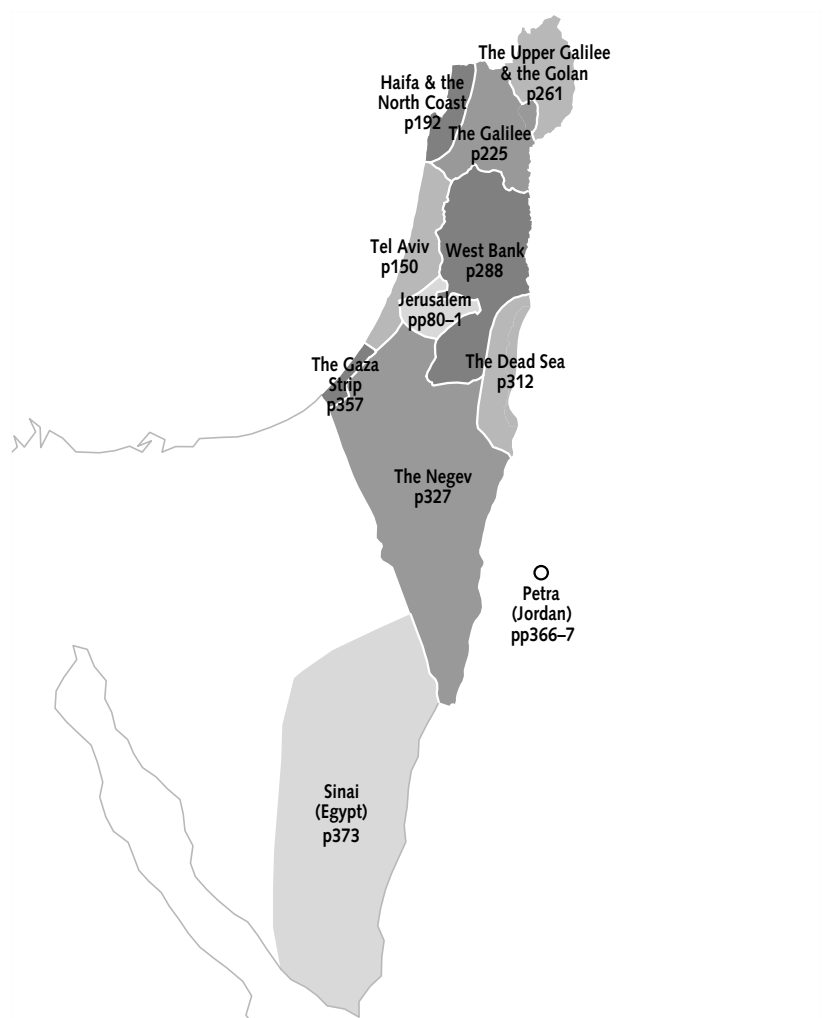 The Upper Galilee
& the Golan
p261
Haifa & the
North Coast
p192
The Galilee
p225
Tel Aviv
p150
West Bank
p288
Jerusalem
pp80–1
The Gaza
Strip
p357
The Dead Sea
p312
The Negev
p327
Petra
(Jordan)
pp366–7
Sinai
(Egypt)
p373